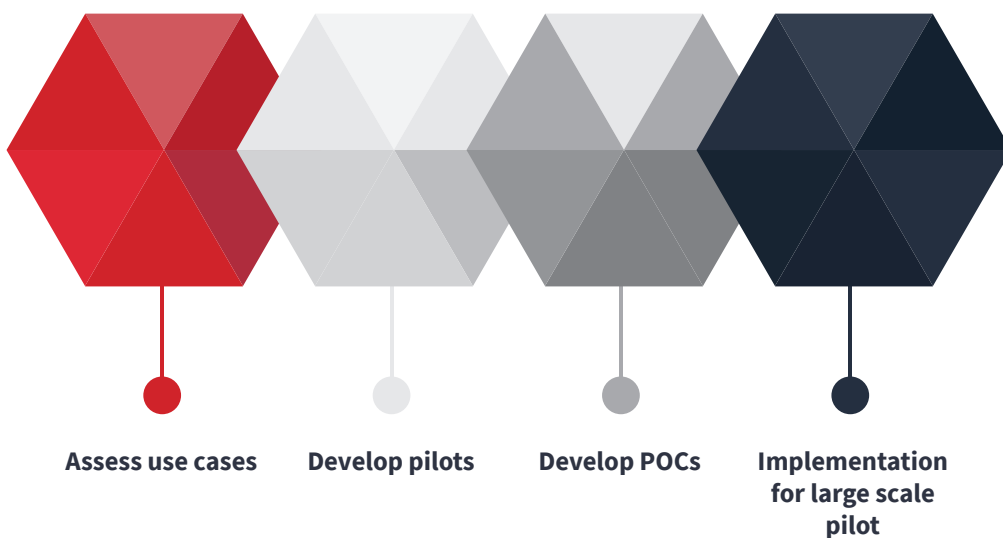 Assess use cases
Develop pilots
Develop POCs
Implementation
for large scale
pilot